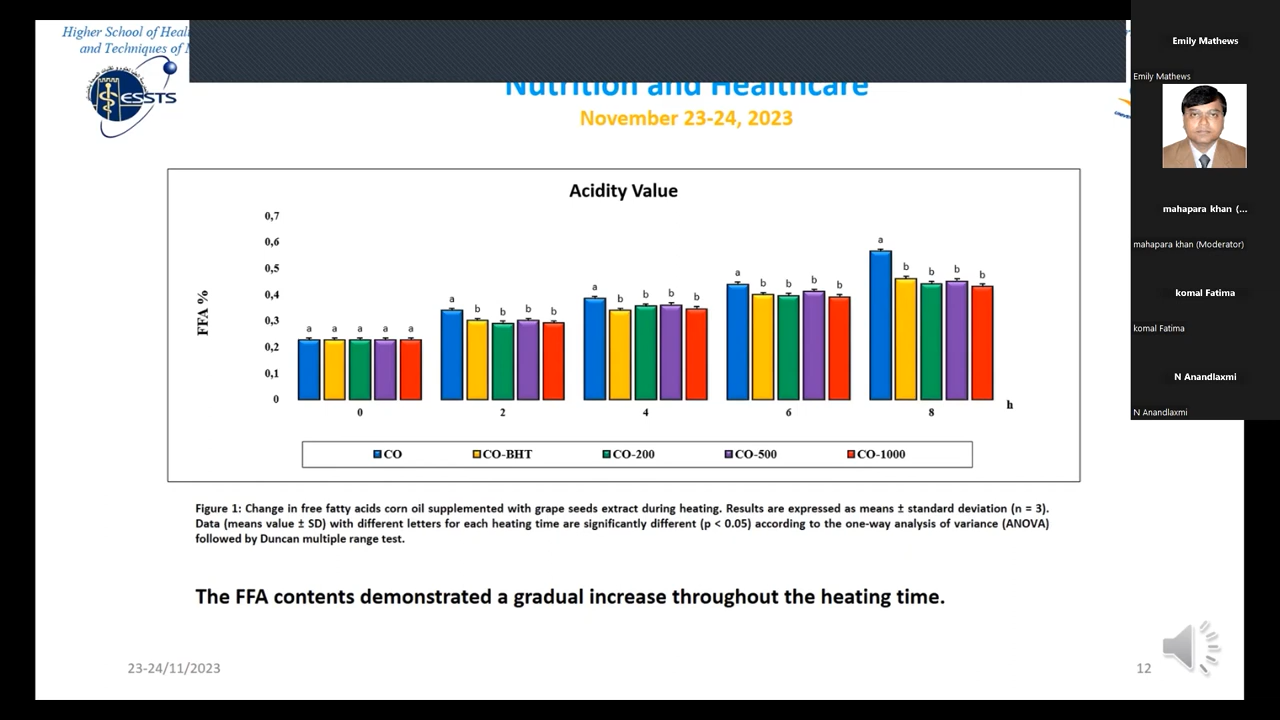 Higher School of Heal
and Techniques of
ESSTS
Nutrition and Healthcare
November 23-24, 2023
Acidity Value
0,7
0,6
0,5
0,4
0,3
0,2
0,1
0
FFA %
a a a a a
a b b b b
a b b b b
a b b b b
a b b b b
0 2 4 6 8 h
CO CO-BHT CO-200 CO-500 CO-1000
Figure 1: Change in free fatty acids corn oil supplemented with grape seeds extract during heating. Results are expressed as means ± standard deviation (n = 3).
Data (means value ± SD) with different letters for each heating time are significantly different (p < 0.05) according to the one-way analysis of variance (ANOVA)
followed by Duncan multiple range test.
The FFA contents demonstrated a gradual increase throughout the heating time.
23-24/11/2023
12
Emily Mathews
Emily Mathews
mahapara khan (...
mahapara khan (Moderator)
komal Fatima
komal Fatima
N Anandlaxmi
N Anandlaxmi